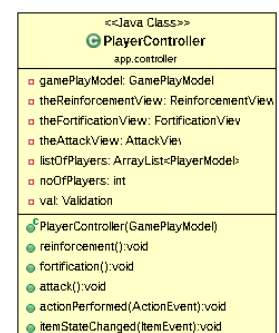 <<Java Class>>
PlayerController
app.controller
gamePlayModel: GamePlayModel
theReinforcementView: ReinforcementView
theFortificationView: FortificationView
theAttackView: AttackView
listOfPlayers: ArrayList<PlayerModel>
noOfPlayers: int
val: Validation
PlayerController(GamePlayModel)
reinforcement():void
fortification():void
attack():void
actionPerformed(ActionEvent):void
itemStateChanged(ItemEvent):void